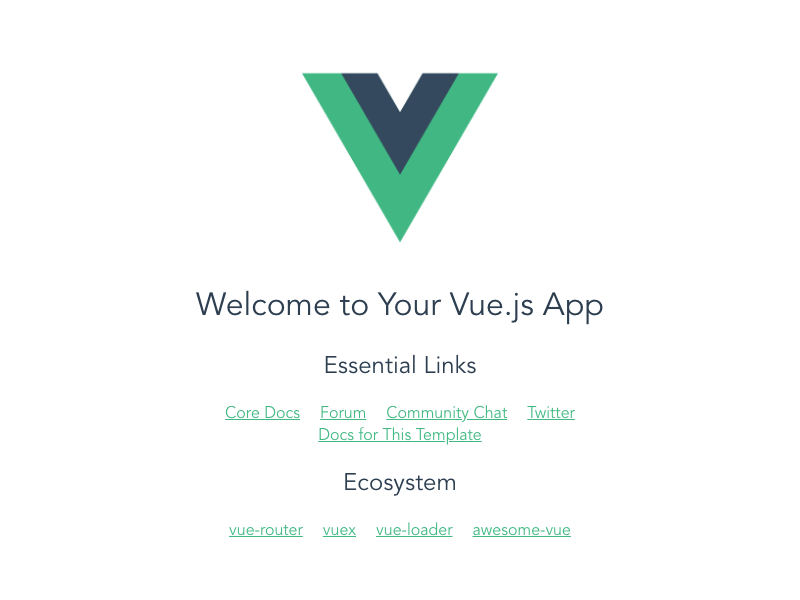 Welcome to Your Vue.js App
Essential Links
Core Docs Forum Community Chat Twitter
Docs for This Template
Ecosystem
vue-router vuex vue-loader awesome-vue